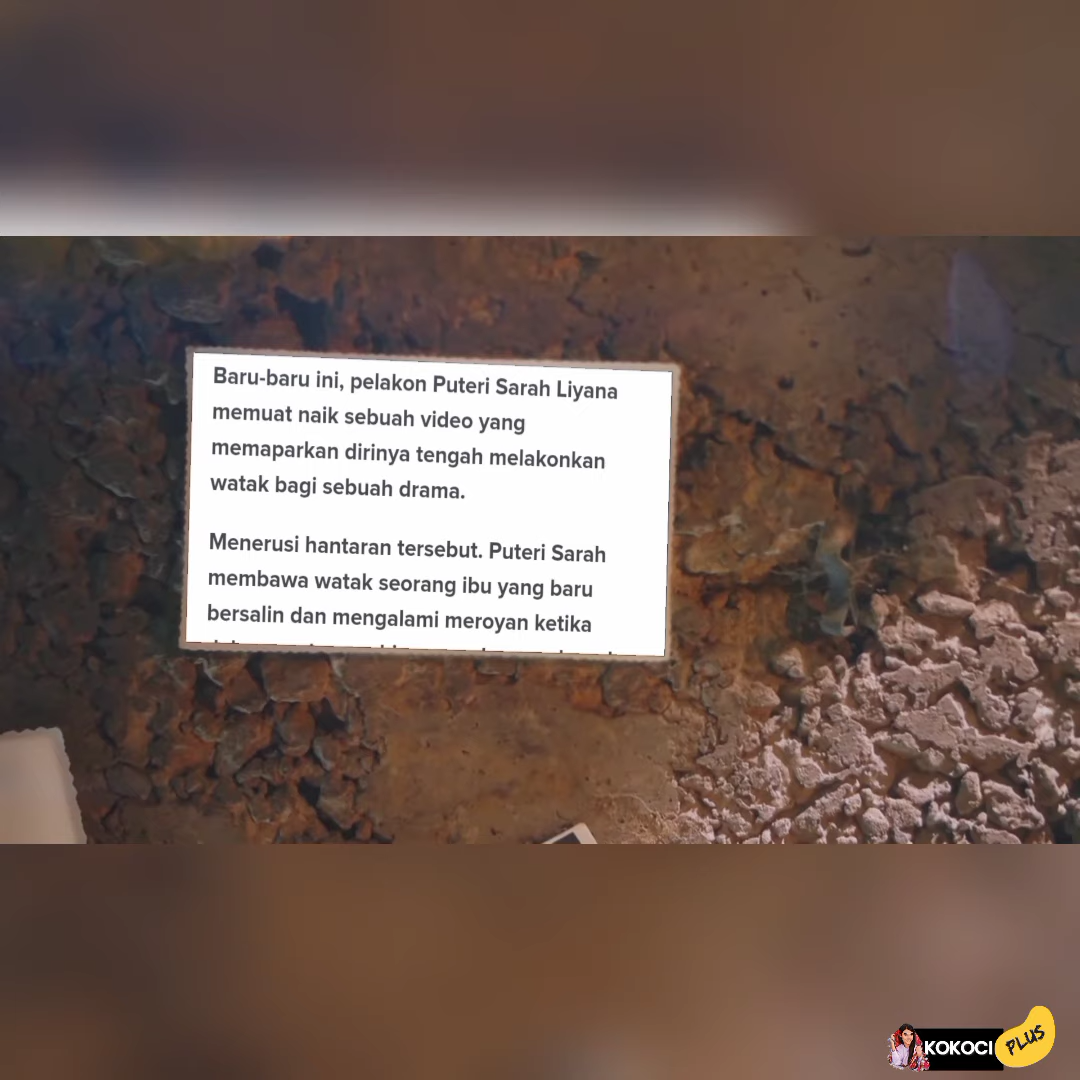 Baru-baru ini, pelakon Puteri Sarah Liyana
memuat naik sebuah video yang
memaparkan dirinya tengah melakonkan
watak bagi sebuah drama.
Menerusi hantaran tersebut. Puteri Sarah
membawa watak seorang ibu yang baru
bersalin dan mengalami meroyan ketika
KOKOCI PLUS